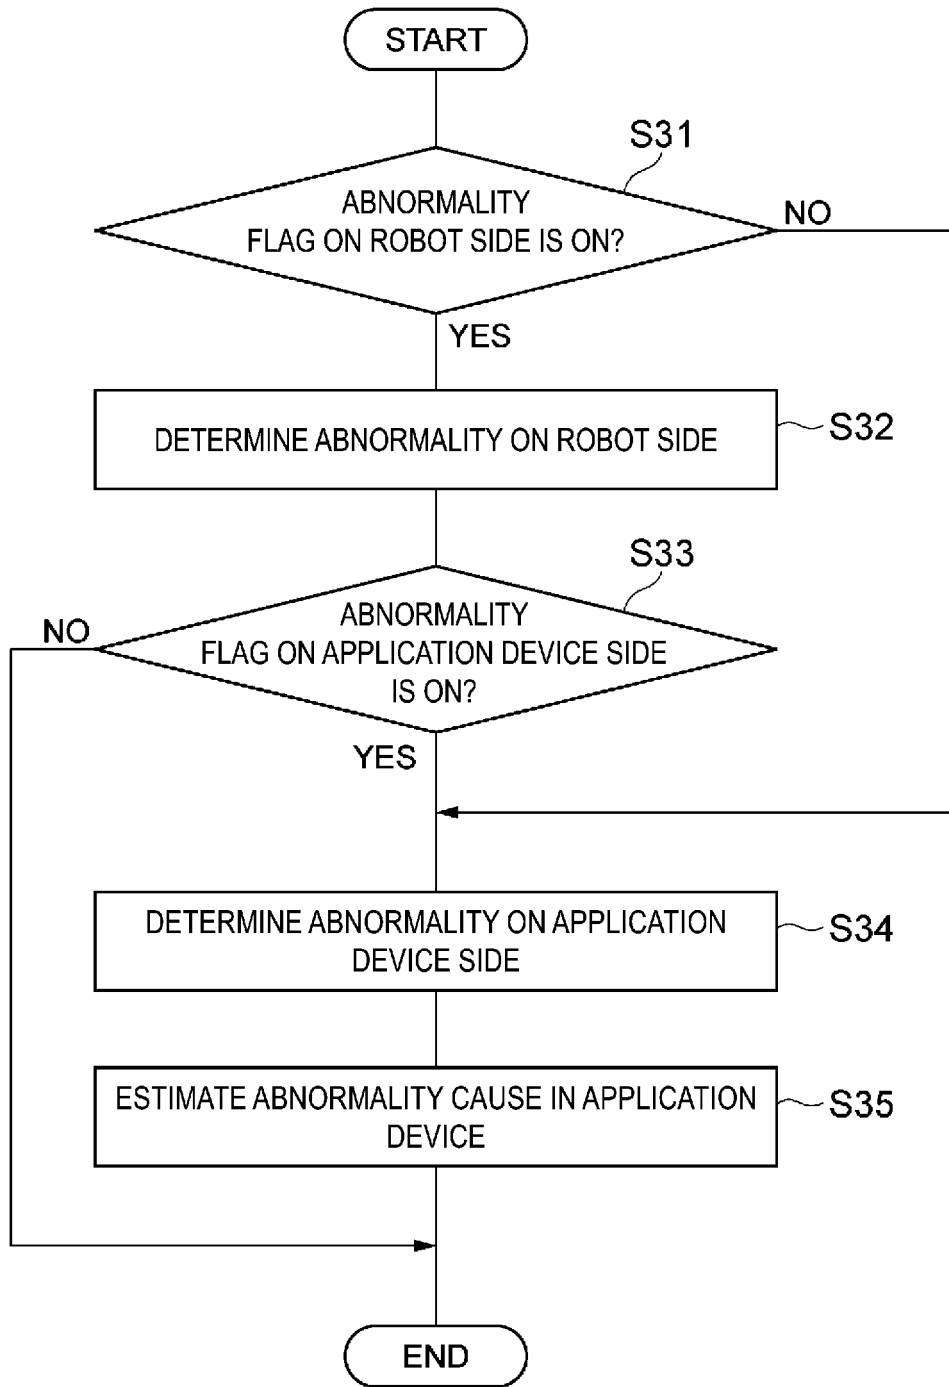 START
S31
ABNORMALITY
FLAG ON ROBOT SIDE IS ON?
NO
YES
DETERMINE ABNORMALITY ON ROBOT SIDE
S32
S33
ABNORMALITY
FLAG ON APPLICATION DEVICE SIDE
IS ON?
NO
YES
DETERMINE ABNORMALITY ON APPLICATION
DEVICE SIDE
S34
ESTIMATE ABNORMALITY CAUSE IN APPLICATION
DEVICE
S35
END